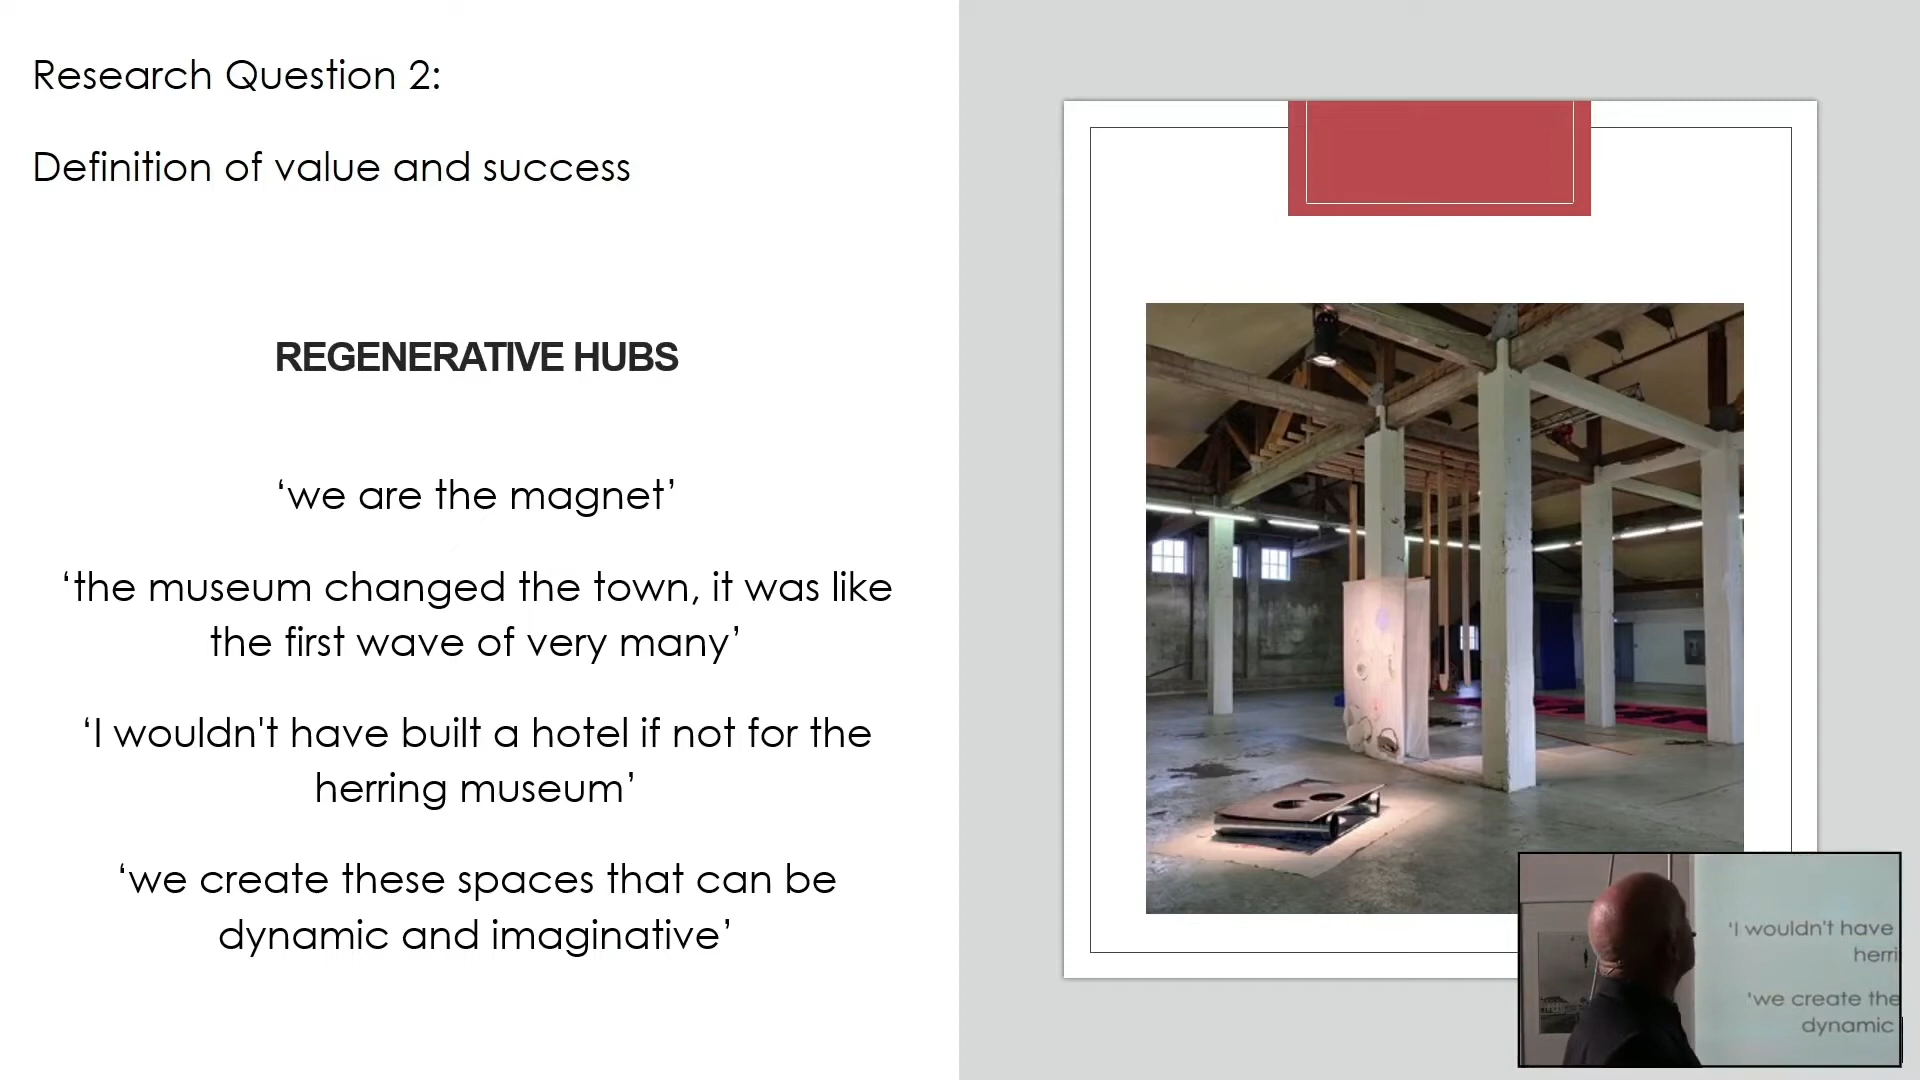 Research Question 2:
Definition of value and success
REGENERATIVE HUBS
‘we are the magnet’
‘the museum changed the town, it was like
the first wave of very many’
‘I wouldn't have built a hotel if not for the
herring museum’
‘we create these spaces that can be
dynamic and imaginative’
'I wouldn't have
herri
'we create the
dynamic